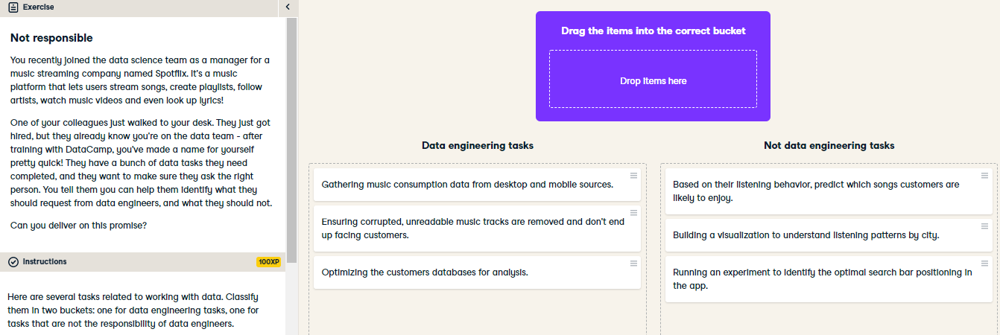 Exercise
Not responsible
You recently joined the data science team as a manager for a
music streaming company named Spotflix. It's a music
platform that lets users stream songs, create playlists, follow
artists, watch music videos and even look up lyrics!
One of your colleagues just walked to your desk. They just got
hired, but they already know you're on the data team - after
training with DataCamp, you've made a name for yourself
pretty quick! They have a bunch of data tasks they need
completed, and they want to make sure they ask the right
person. You tell them you can help them identify what they
should request from data engineers, and what they should not.
Can you deliver on this promise?
Instructions
100XP
Here are several tasks related to working with data. Classify
them in two buckets: one for data engineering tasks, one for
tasks that are not the responsibility of data engineers.
Drag the items into the correct bucket
Drop items here
Data engineering tasks
Gathering music consumption data from desktop and mobile sources.
Ensuring corrupted, unreadable music tracks are removed and don't end
up facing customers.
Optimizing the customers databases for analysis.
Not data engineering tasks
Based on their listening behavior, predict which songs customers are
likely to enjoy.
Building a visualization to understand listening patterns by city.
Running an experiment to identify the optimal search bar positioning in
the app.